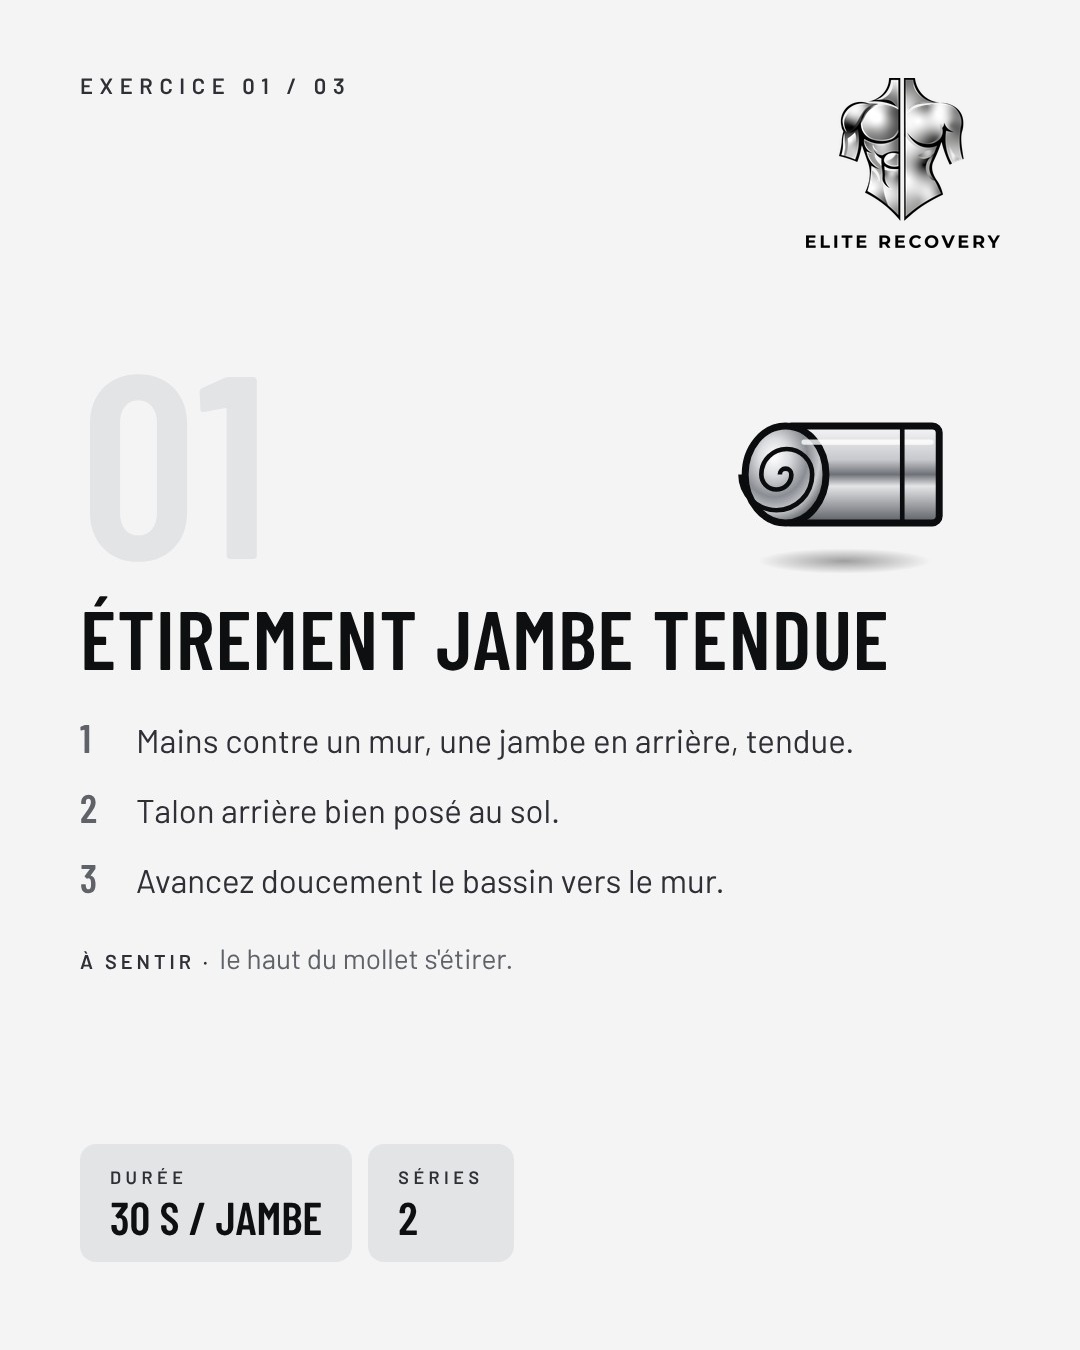 EXERCICE 01 / 03
ELITE RECOVERY
01
ÉTIREMENT JAMBE TENDUE
1 Mains contre un mur, une jambe en arrière, tendue.
2 Talon arrière bien posé au sol.
3 Avancez doucement le bassin vers le mur.
À SENTIR · le haut du mollet s'étirer.
DURÉE
30 S / JAMBE
SÉRIES
2